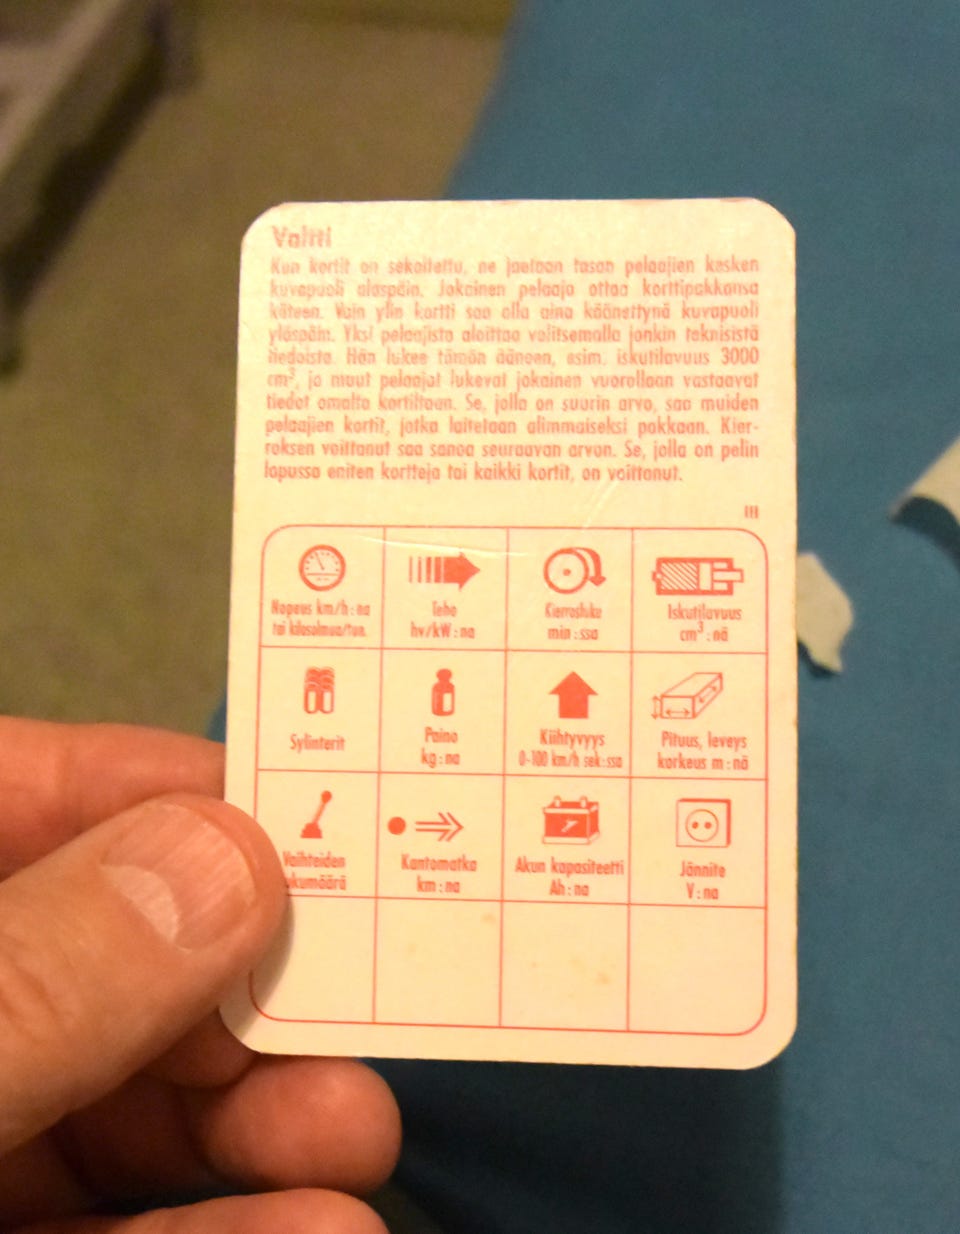 Valtti
Kun kortit on sekoitettu, ne jaetaan tasan pelaajien kesken
kuvapuoli alaspäin. Jokainen pelaaja ottaa korttipakkansa
käteen. Vain ylin kortti saa olla aina käännettynä kuvapuoli
ylöspäin. Yksi pelaajista aloittaa valitsemalla jonkin teknisistä
tiedoista. Hän lukee tämän ääneen, esim. iskutilavuus 3000
cm³, ja muut pelaajat lukevat jokainen vuorollaan vastaavat
tiedot omalta kortiltaan. Se, jolla on suurin arvo, saa muiden
pelaajien kortit, jotka laitetaan alimmaiseksi pakkaan. Kier-
roksen voittanut saa sanoa seuraavan arvon. Se, jolla on pelin
lopussa eniten kortteja tai kaikki kortit, on voittanut.
III
Nopeus km/h:na
tai kilosolmua/tun.
Teho
hv/kW:na
Kierrosluku
min:ssa
Iskutilavuus
cm³:nä
Sylinterit
Paino
kg:na
Kiihtyvyys
0-100 km/h sek:ssa
Pituus, leveys
korkeus m:nä
Vaihteiden
lukumäärä
Kantomatka
km:na
Akun kapasiteetti
Ah:na
Jännite
V:na